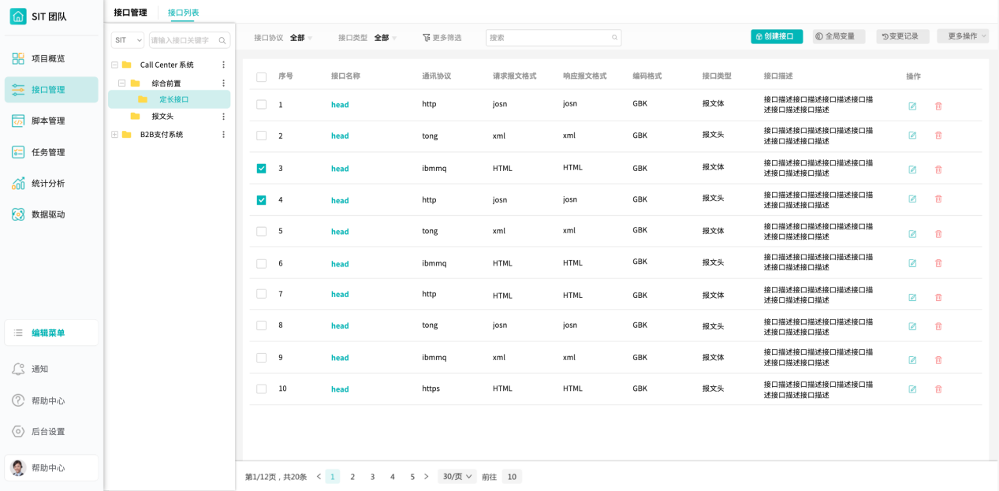 SIT 团队
项目概览
接口管理
脚本管理
任务管理
统计分析
数据驱动
编辑菜单
通知
帮助中心
后台设置
帮助中心
接口管理 接口列表
SIT 请输入接口关键字
Call Center 系统
综合前置
定长接口
报文头
B2B支付系统
接口协议 全部 接口类型 全部 更多筛选 搜索 创建接口 全局变量 变更记录 更多操作
序号 接口名称 通讯协议 请求报文格式 响应报文格式 编码格式 接口类型 接口描述 操作
1 head http josn josn GBK 报文体 接口描述接口描述接口描述接口描
述接口描述接口描述
2 head tong xml xml GBK 报文头 接口描述接口描述接口描述接口描
述接口描述接口描述
3 head ibmmq HTML HTML GBK 报文体 接口描述接口描述接口描述接口描
述接口描述接口描述
4 head http josn josn GBK 报文头 接口描述接口描述接口描述接口描
述接口描述接口描述
5 head tong xml xml GBK 报文体 接口描述接口描述接口描述接口描
述接口描述接口描述
6 head ibmmq HTML HTML GBK 报文头 接口描述接口描述接口描述接口描
述接口描述接口描述
7 head http HTML HTML GBK 报文体 接口描述接口描述接口描述接口描
述接口描述接口描述
8 head tong josn josn GBK 报文头 接口描述接口描述接口描述接口描
述接口描述接口描述
9 head ibmmq xml xml GBK 报文体 接口描述接口描述接口描述接口描
述接口描述接口描述
10 head https HTML HTML GBK 报文头 接口描述接口描述接口描述接口描
述接口描述接口描述
第1/12页，共20条 < 1 2 3 4 5 > 30/页 前往 10